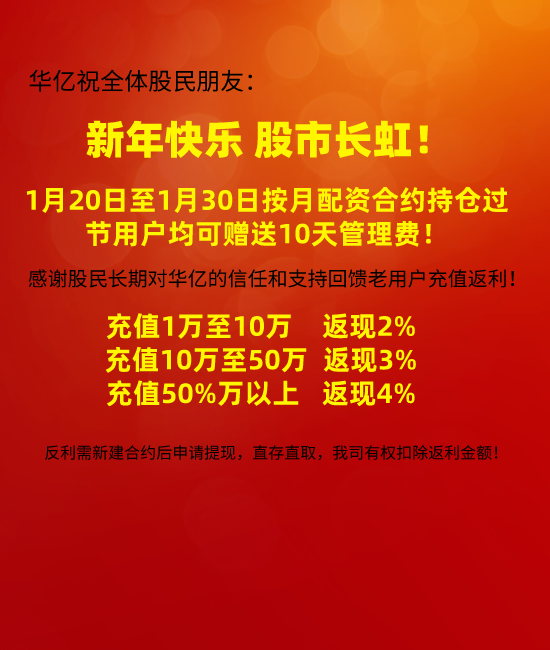 华亿祝全体股民朋友：
新年快乐 股市长虹！
1月20日至1月30日按月配资合约持仓过
节用户均可赠送10天管理费！
感谢股民长期对华亿的信任和支持回馈老用户充值返利！
充值1万至10万 返现2%
充值10万至50万 返现3%
充值50%万以上 返现4%
反利需新建合约后申请提现，直存直取，我司有权扣除返利金额！